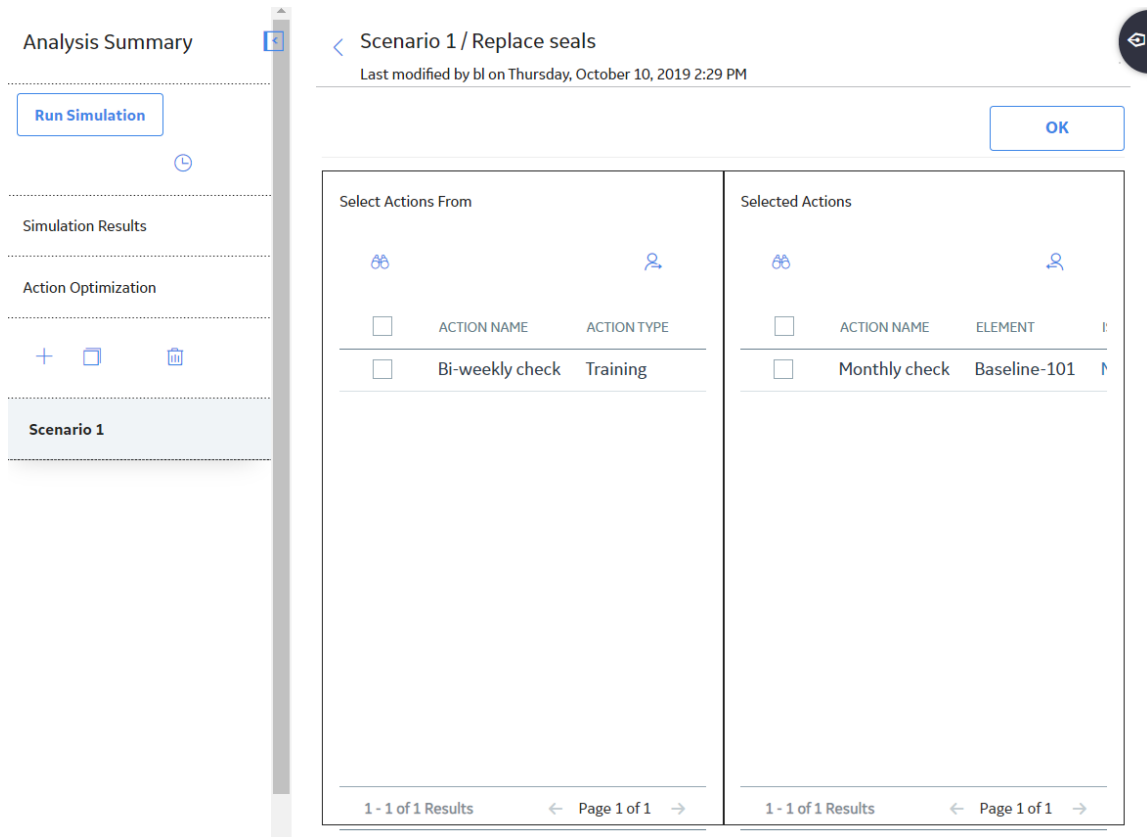 Analysis Summary
Run Simulation
Simulation Results
Action Optimization
Scenario 1
Scenario 1 / Replace seals
Last modified by bl on Thursday, October 10, 2019 2:29 PM
OK
Select Actions From
ACTION NAME ACTION TYPE
Bi-weekly check Training
1 - 1 of 1 Results Page 1 of 1
Selected Actions
ACTION NAME ELEMENT
Monthly check Baseline-101
1 - 1 of 1 Results Page 1 of 1